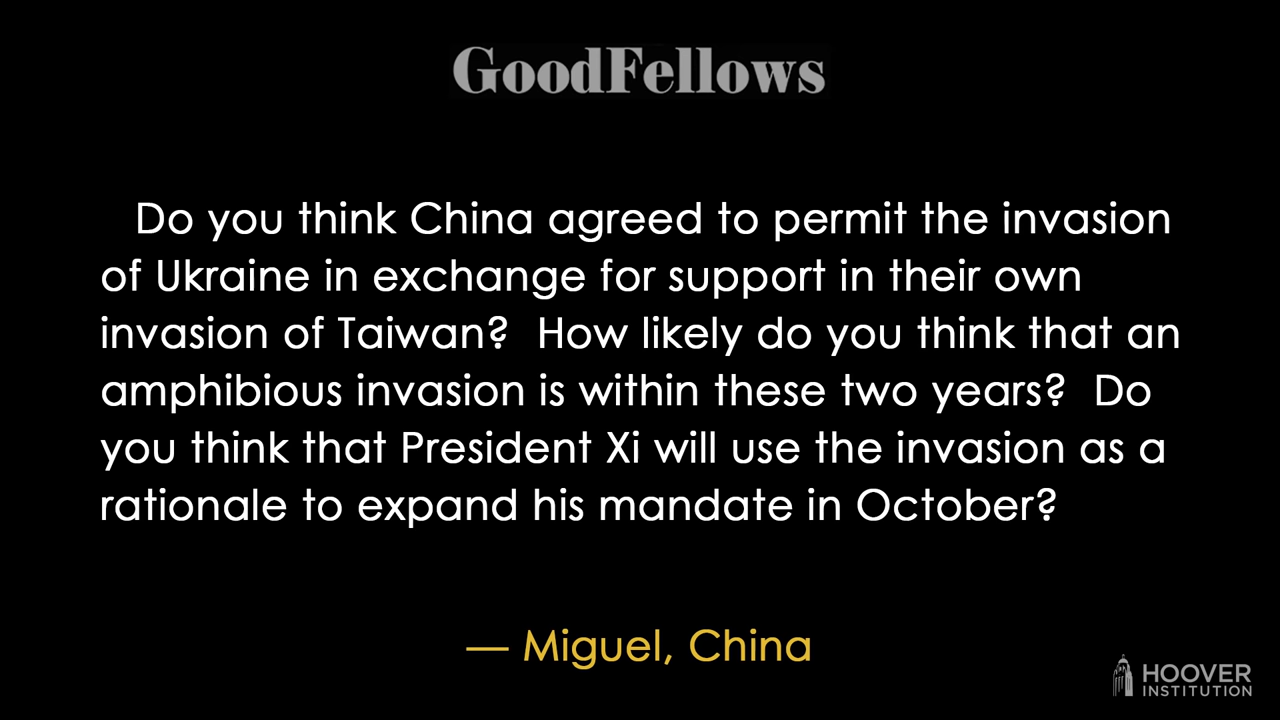 GoodFellows
Do you think China agreed to permit the invasion
of Ukraine in exchange for support in their own
invasion of Taiwan?  How likely do you think that an
amphibious invasion is within these two years?  Do
you think that President Xi will use the invasion as a
rationale to expand his mandate in October?
— Miguel, China
HOOVER
INSTITUTION